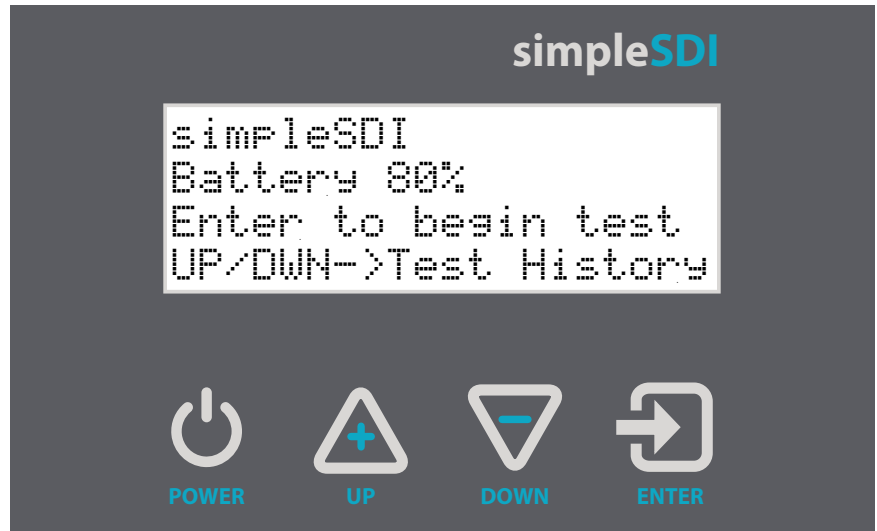 simpleSDI
simpleSDI
Battery 80%
Enter to begin test
UP/DWN->Test History
POWER UP DOWN ENTER